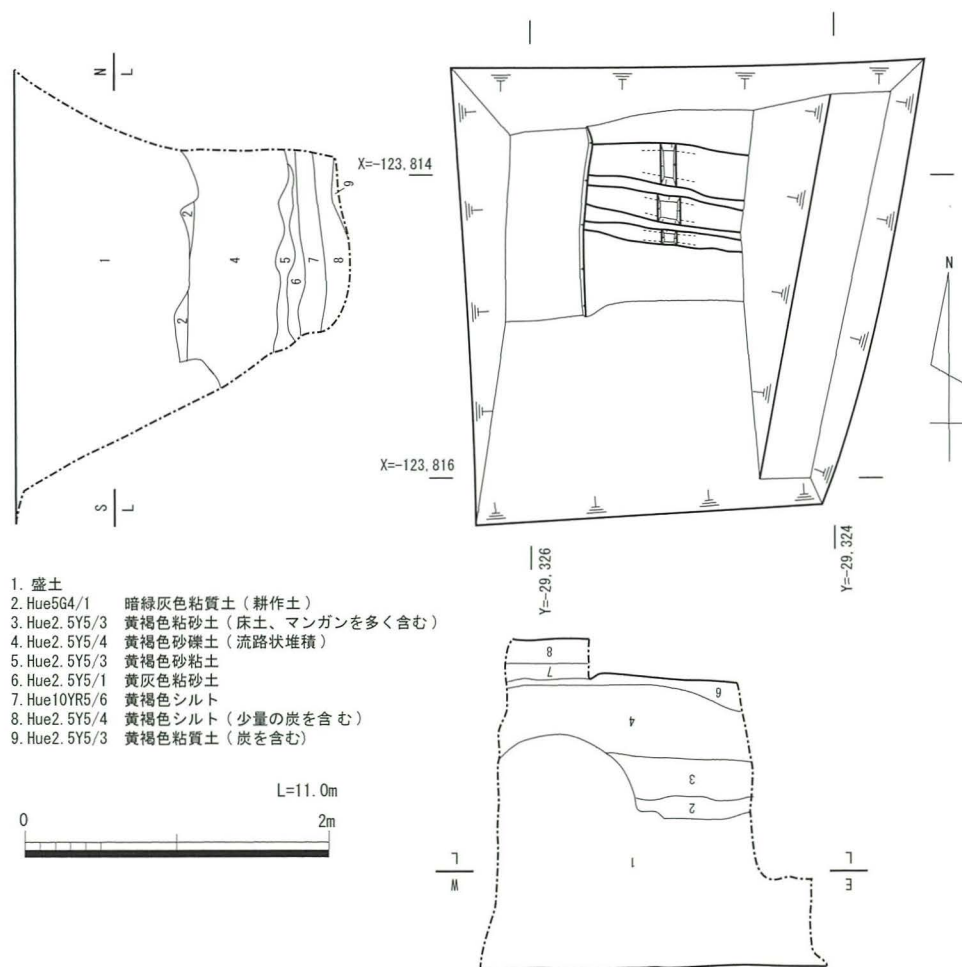 N
L
X=-123,814
9
2
1
4
5
7
8
6
2
N
X=-123,816
S
L
Y=-29,326
Y=-29,324
1. 盛土
2. Hue5G4/1 暗緑灰色粘質土(耕作土)
3. Hue2.5Y5/3 黄褐色粘砂土(床土、マンガンを多く含む)
4. Hue2.5Y5/4 黄褐色砂礫土(流路状堆積)
5. Hue2.5Y5/3 黄褐色砂粘土
6. Hue2.5Y5/1 黄灰色粘砂土
7. Hue10YR5/6 黄褐色シルト
8. Hue2.5Y5/4 黄褐色シルト(少量の炭を含む)
9. Hue2.5Y5/3 黄褐色粘質土(炭を含む)
L=11.0m
0
2m
8
7
6
4
3
2
1
L
W
L
E